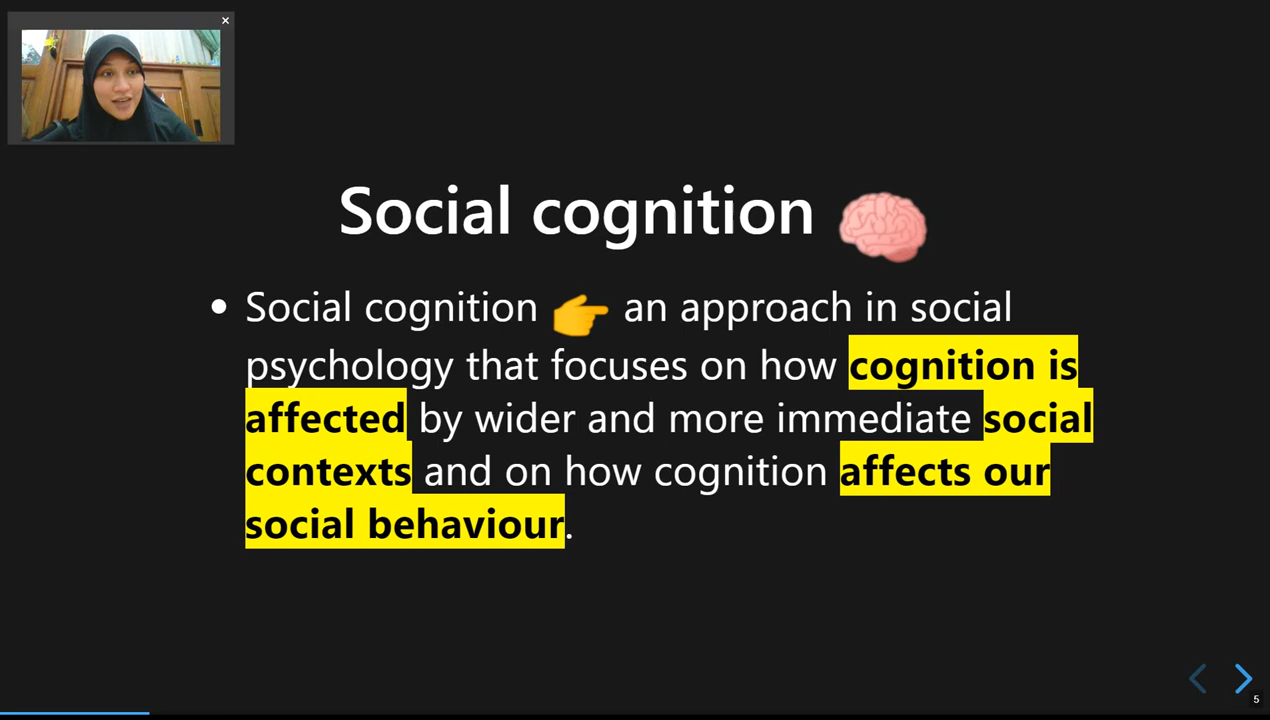 Social cognition 🧠
• Social cognition 👉 an approach in social
psychology that focuses on how cognition is
affected by wider and more immediate social
contexts and on how cognition affects our
social behaviour.
5